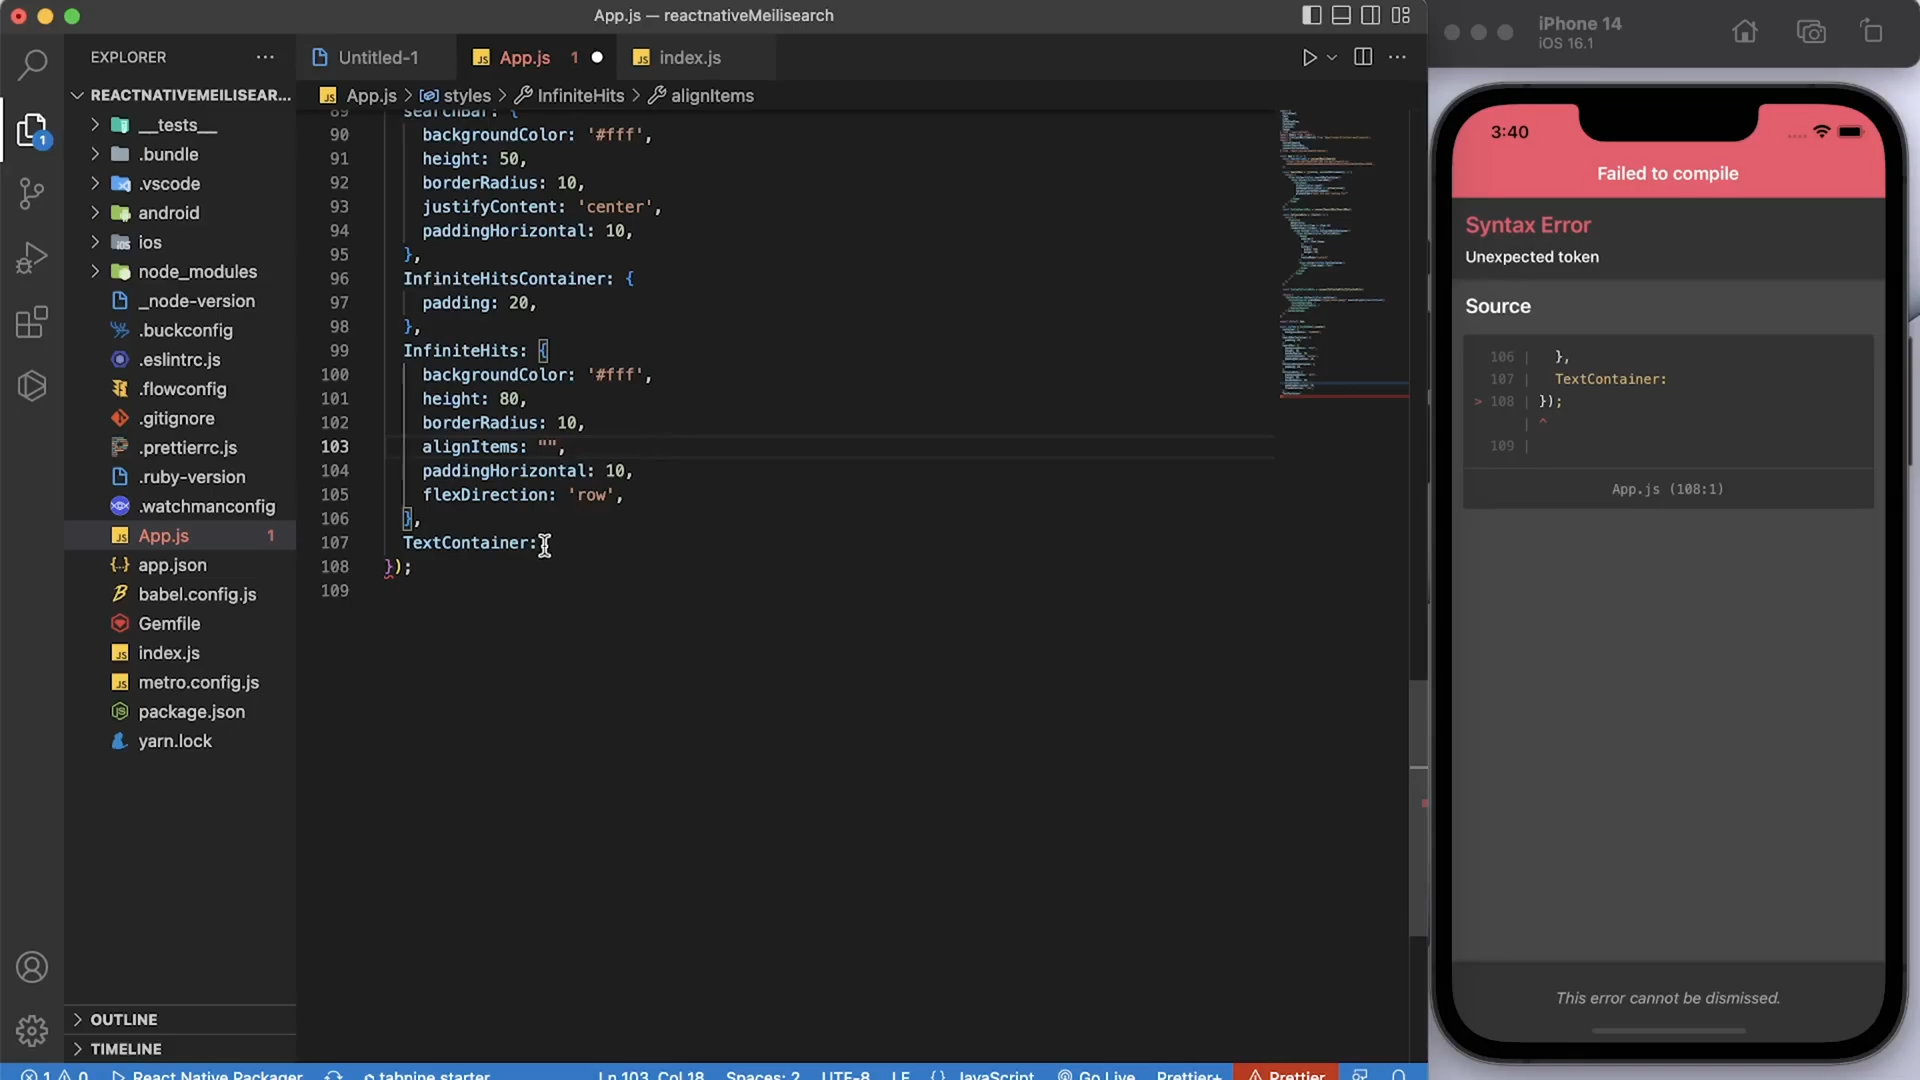 App.js — reactnativeMeilisearch
iPhone 14
iOS 16.1
EXPLORER
Untitled-1
App.js 1
index.js
REACTNATIVEMEILISEAR...
App.js > styles > InfiniteHits > alignItems
__tests__
.bundle
.vscode
android
ios
node_modules
_node-version
.buckconfig
.eslintrc.js
.flowconfig
.gitignore
.prettierrc.js
.ruby-version
.watchmanconfig
App.js 1
app.json
babel.config.js
Gemfile
index.js
metro.config.js
package.json
yarn.lock
OUTLINE
TIMELINE
1
89 searchBar: {
90 backgroundColor: '#fff',
91 height: 50,
92 borderRadius: 10,
93 justifyContent: 'center',
94 paddingHorizontal: 10,
95 },
96 InfiniteHitsContainer: {
97 padding: 20,
98 },
99 InfiniteHits: {
100 backgroundColor: '#fff',
101 height: 80,
102 borderRadius: 10,
103 alignItems: "",
104 paddingHorizontal: 10,
105 flexDirection: 'row',
106 },
107 TextContainer:
108 });
109
3:40
Failed to compile
Syntax Error
Unexpected token
Source
106 | },
107 | TextContainer:
> 108 | });
| ^
109 |
App.js (108:1)
This error cannot be dismissed.
1 0 React Native Packager tabnine starter Ln 103, Col 18 Spaces: 2 UTF-8 LF {} JavaScript Go Live Prettier+ Prettier